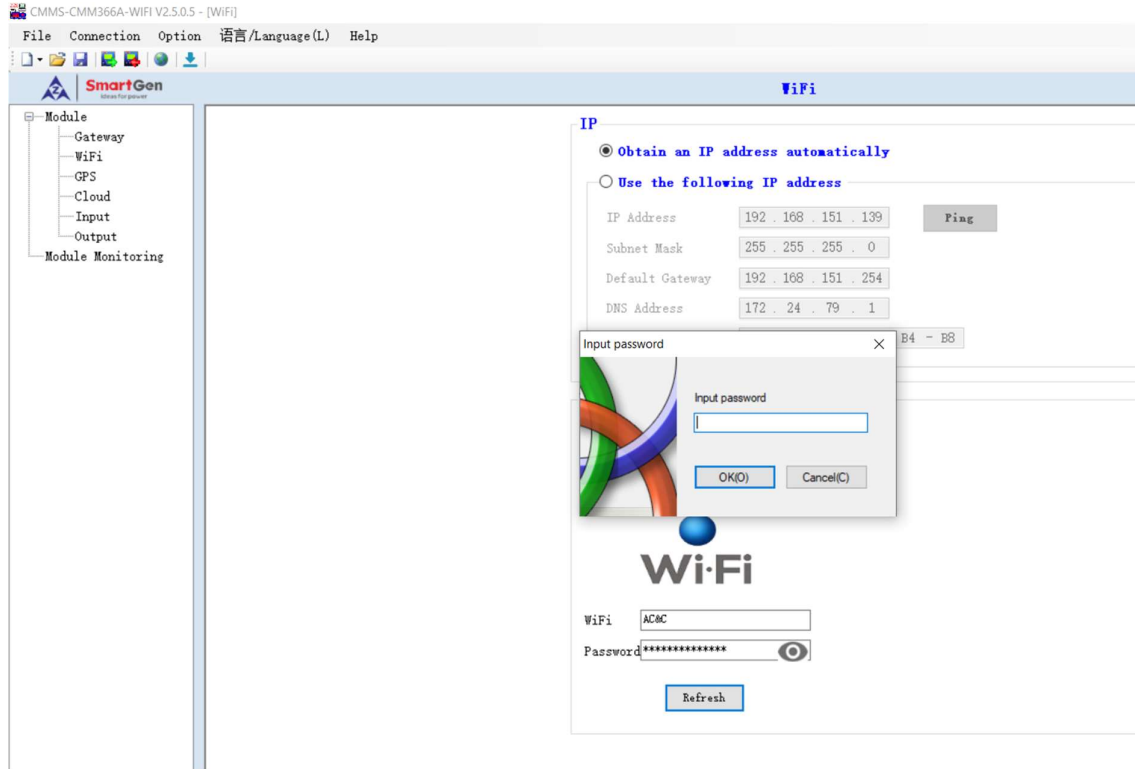 CMMS-CMM366A-WIFI V2.5.0.5 - [WiFi]
File Connection Option 语言/Language(L) Help
SmartGen
ideas for power
WiFi
Module
Gateway
WiFi
GPS
Cloud
Input
Output
Module Monitoring
IP
Obtain an IP address automatically
Use the following IP address
IP Address 192 . 168 . 151 . 139 Ping
Subnet Mask 255 . 255 . 255 . 0
Default Gateway 192 . 168 . 151 . 254
DNS Address 172 . 24 . 79 . 1
B4 - B8
Input password
Input password
OK(O) Cancel(C)
Wi-Fi
WiFi AC&C
Password **************
Refresh